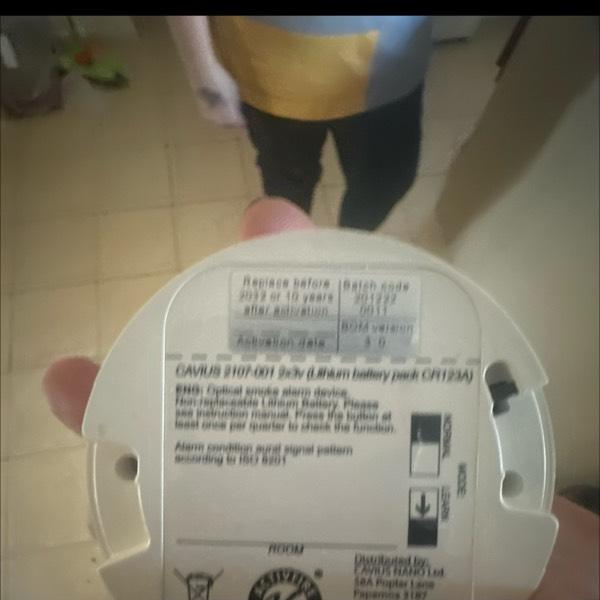 Replace before
2032 or 10 years
after activation
Activation date
Batch code
201222
0011
BOM version
3.0
CAVIUS 2107-001 2x3v (Lithium battery pack CR123A)
ENG: Optical smoke alarm device.
Non-replaceable Lithium Battery. Please
see instruction manual. Press the button at
least once per quarter to check the function.
Alarm condition aural signal pattern
according to ISO 8201
NORMAL
MODE:
LEARN
ROOM
Distributed by:
CAVIUS NANO Ltd.
58A Poplar Lane
Papamoa 3187